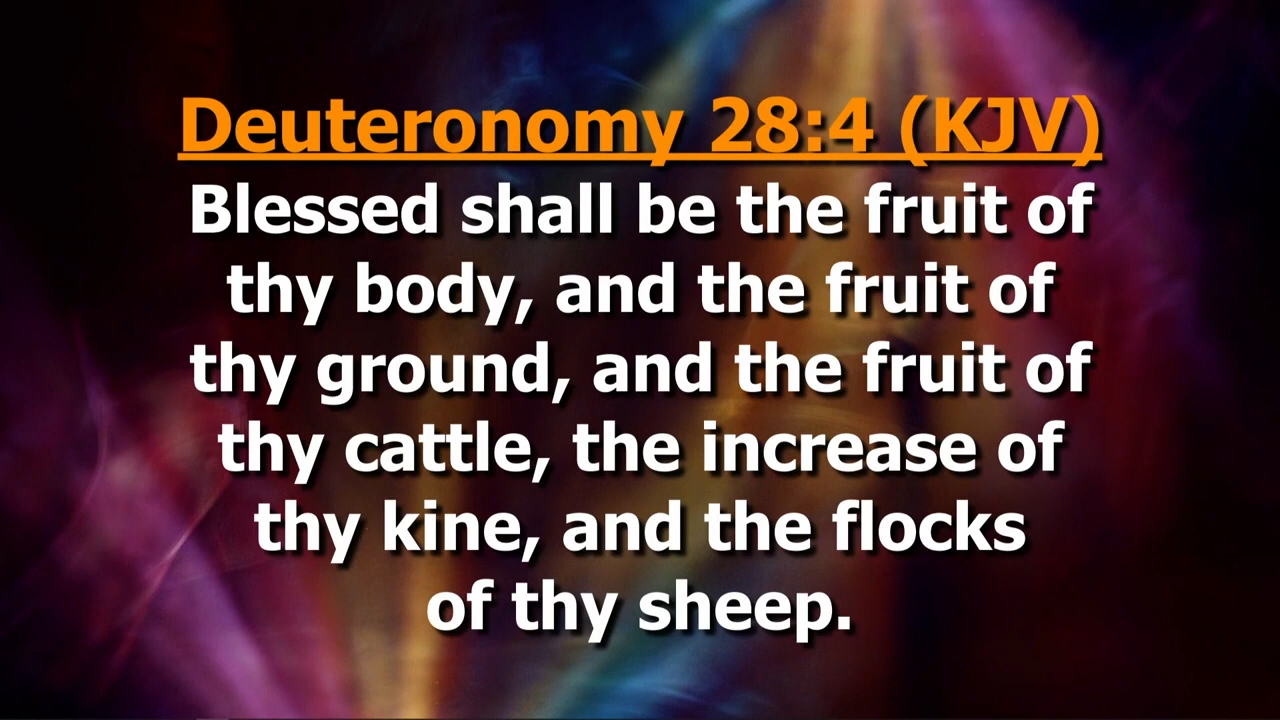 Deuteronomy 28:4 (KJV)
Blessed shall be the fruit of
thy body, and the fruit of
thy ground, and the fruit of
thy cattle, the increase of
thy kine, and the flocks
of thy sheep.